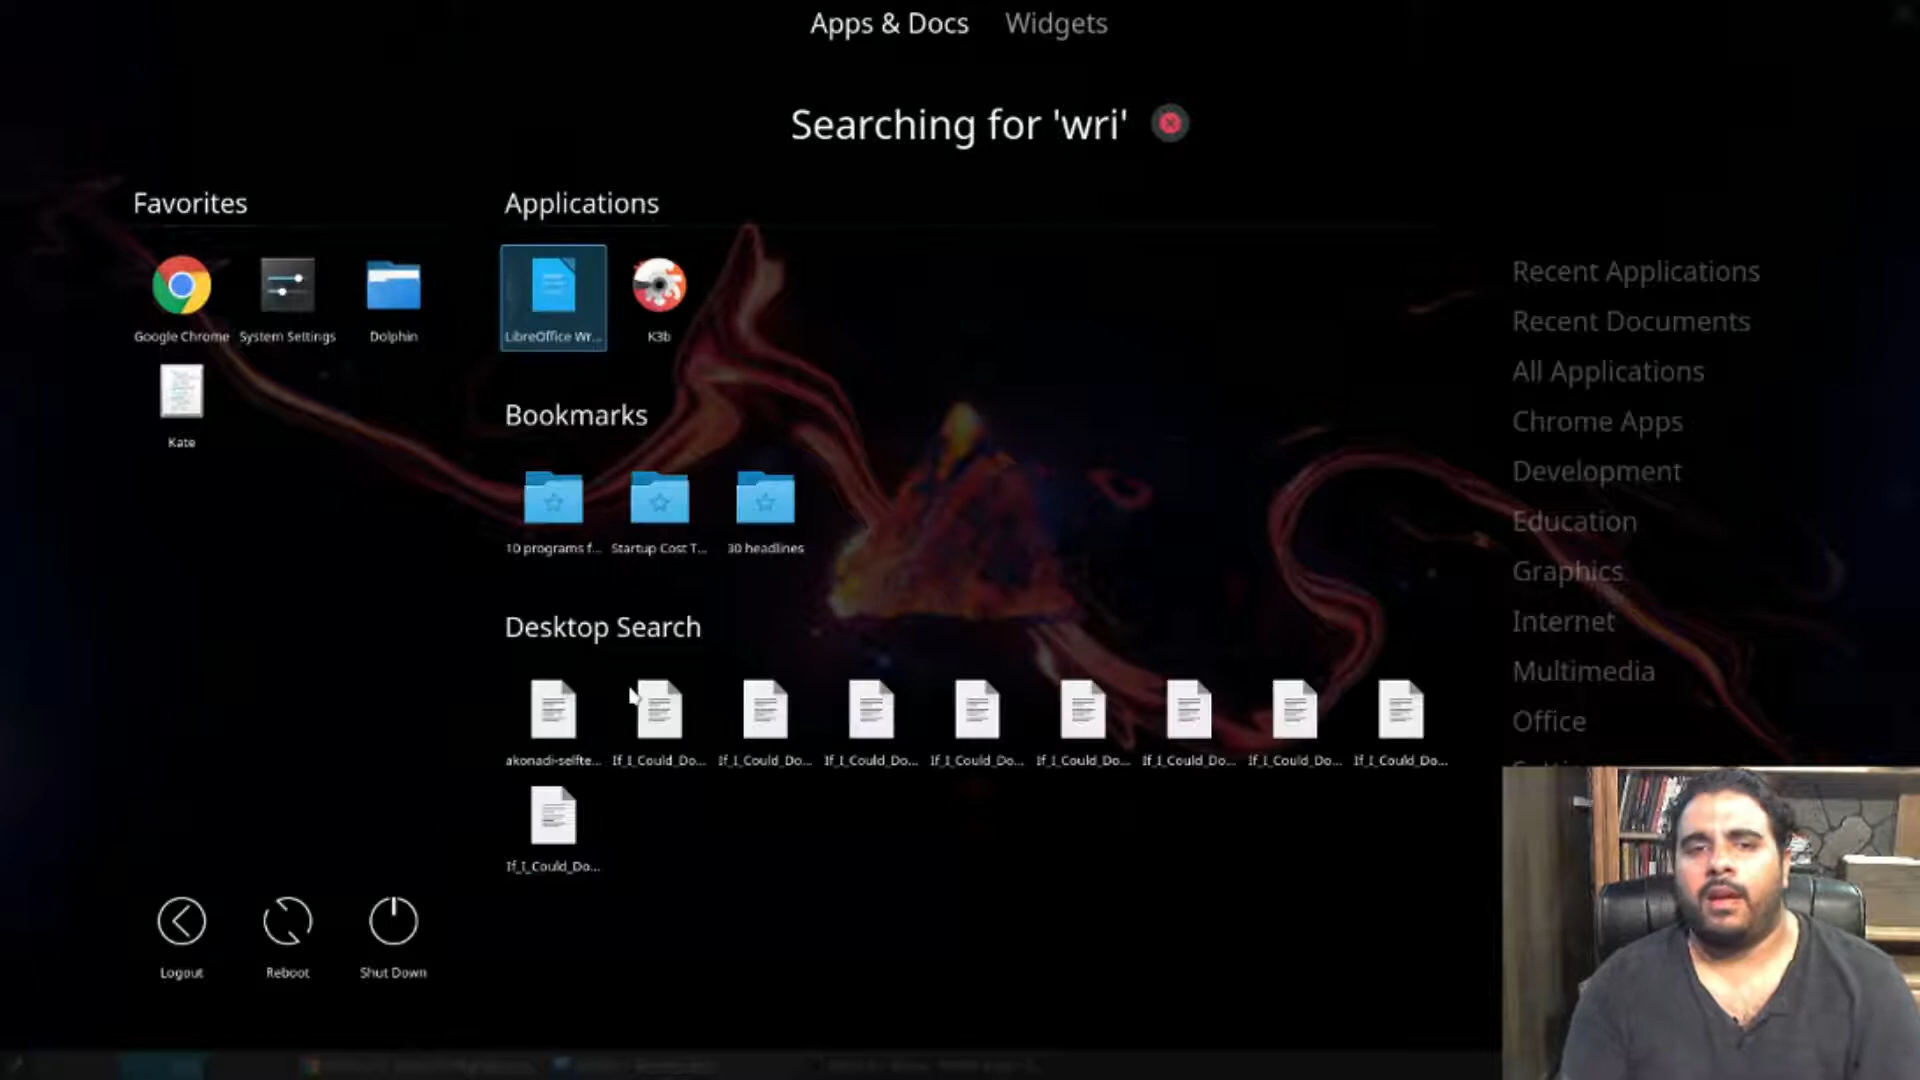 Apps & Docs Widgets
Searching for 'wri'
Favorites
Google Chrome System Settings Dolphin
Kate
Applications
LibreOffice Wr... K3b
Bookmarks
10 programs f... Startup Cost T... 30 headlines
Desktop Search
akonadi-selfte... If_I_Could_Do... If_I_Could_Do... If_I_Could_Do... If_I_Could_Do... If_I_Could_Do... If_I_Could_Do... If_I_Could_Do... If_I_Could_Do...
If_I_Could_Do...
Recent Applications
Recent Documents
All Applications
Chrome Apps
Development
Education
Graphics
Internet
Multimedia
Office
Logout Reboot Shut Down